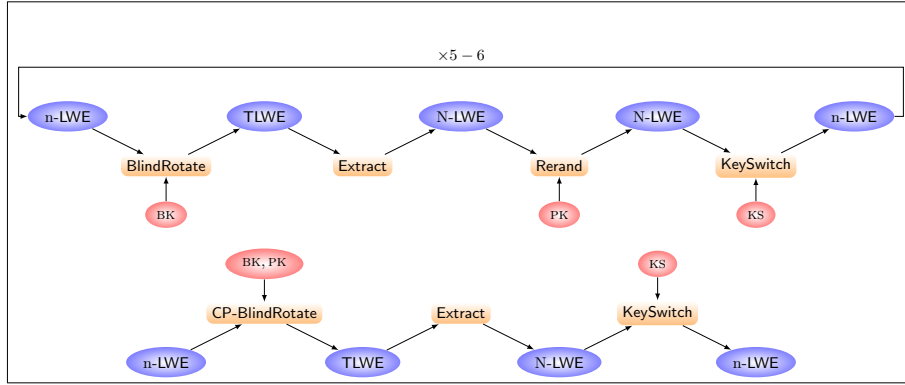 ×5 − 6
n-LWE TLWE N-LWE N-LWE n-LWE
BlindRotate Extract Rerand KeySwitch
BK PK KS
BK, PK KS
CP-BlindRotate Extract KeySwitch
n-LWE TLWE N-LWE n-LWE